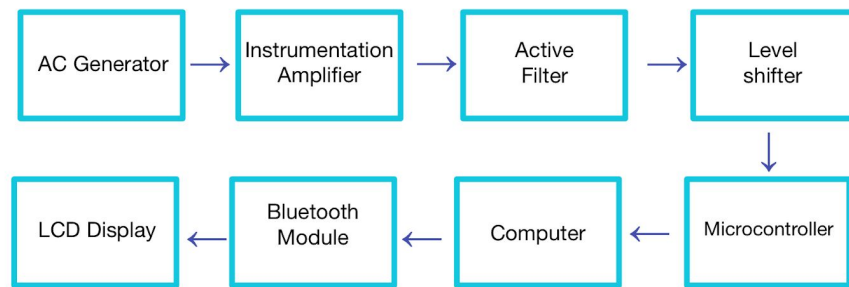 AC Generator
Instrumentation
Amplifier
Active
Filter
Level
shifter
LCD Display
Bluetooth
Module
Computer
Microcontroller